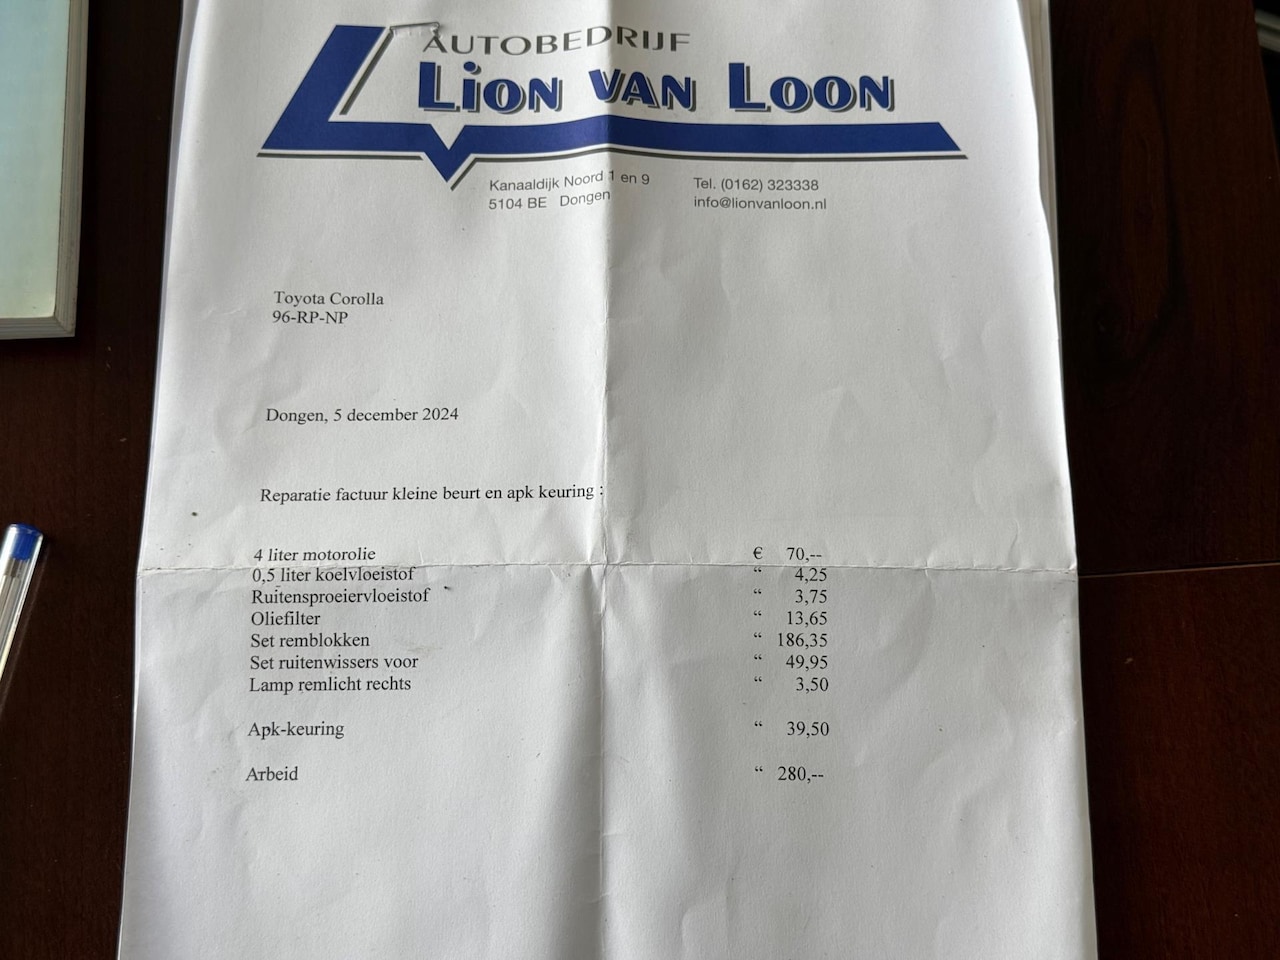 AUTOBEDRIJF
LION VAN LOON
Kanaaldijk Noord 1 en 9
5104 BE Dongen
Tel. (0162) 323338
info@lionvanloon.nl
Toyota Corolla
96-RP-NP
Dongen, 5 december 2024
Reparatie factuur kleine beurt en apk keuring :
4 liter motorolie € 70,--
0,5 liter koelvloeistof “ 4,25
Ruitensproeiervloeistof “ 3,75
Oliefilter “ 13,65
Set remblokken “ 186,35
Set ruitenwissers voor “ 49,95
Lamp remlicht rechts “ 3,50
Apk-keuring “ 39,50
Arbeid “ 280,--